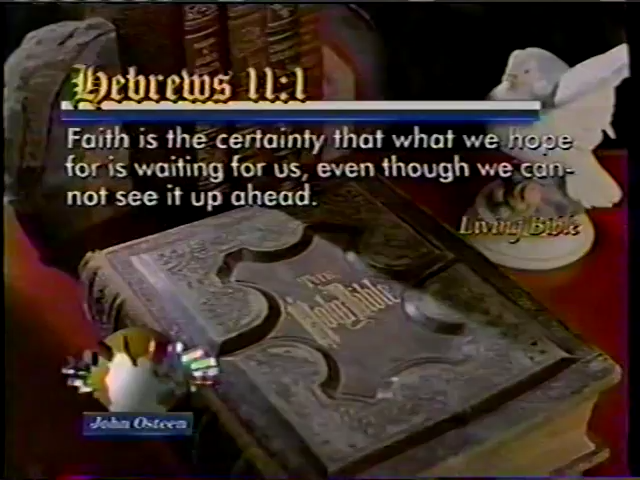 Hebrews 11:1
Faith is the certainty that what we hope
for is waiting for us, even though we can-
not see it up ahead.
Living Bible
THE
Holy Bible
John Osteen